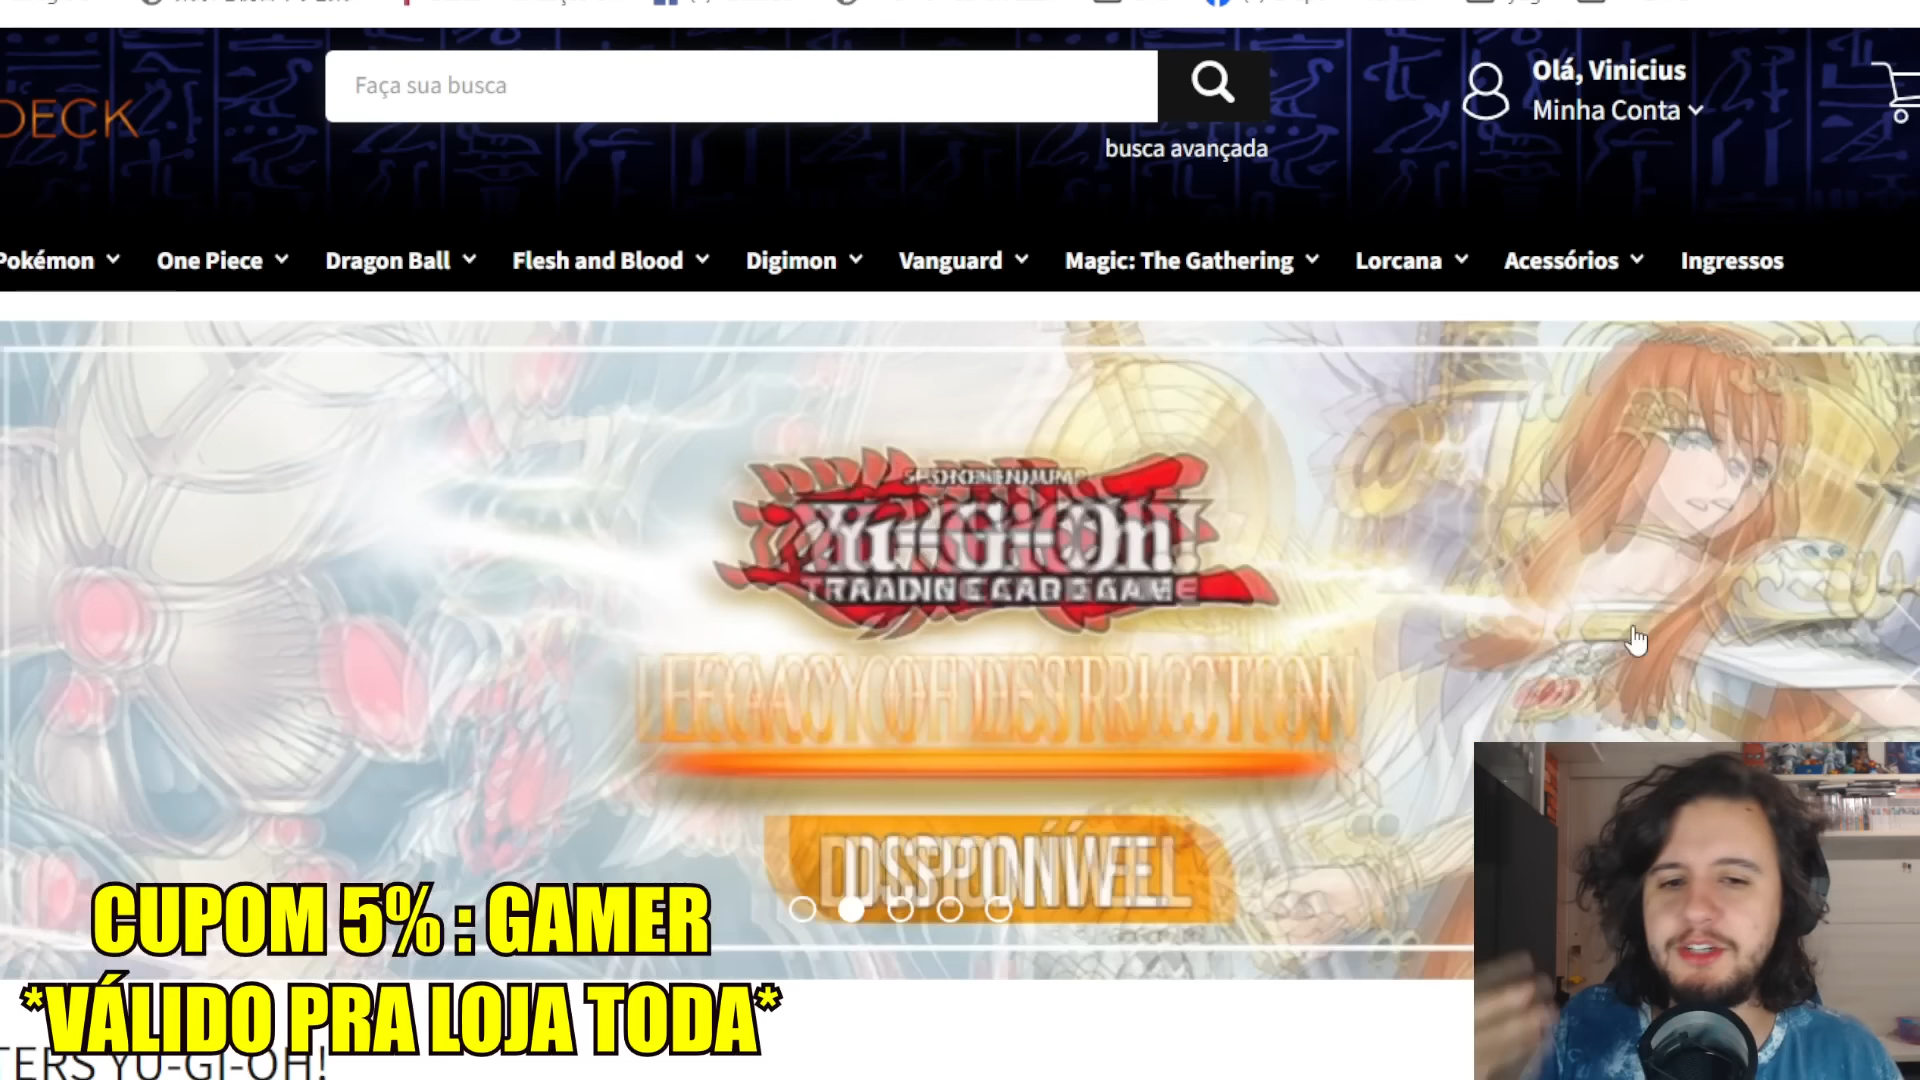 DECK
Faça sua busca
busca avançada
Olá, Vinicius
Minha Conta
Pokémon One Piece Dragon Ball Flesh and Blood Digimon Vanguard Magic: The Gathering Lorcana Acessórios Ingressos
Yu-Gi-Oh!
TRADING CARD GAME
LEGACY OF DESTRUCTION
DISPONÍVEL
CUPOM 5% : GAMER
*VÁLIDO PRA LOJA TODA*
TERS YU-GI-OH!